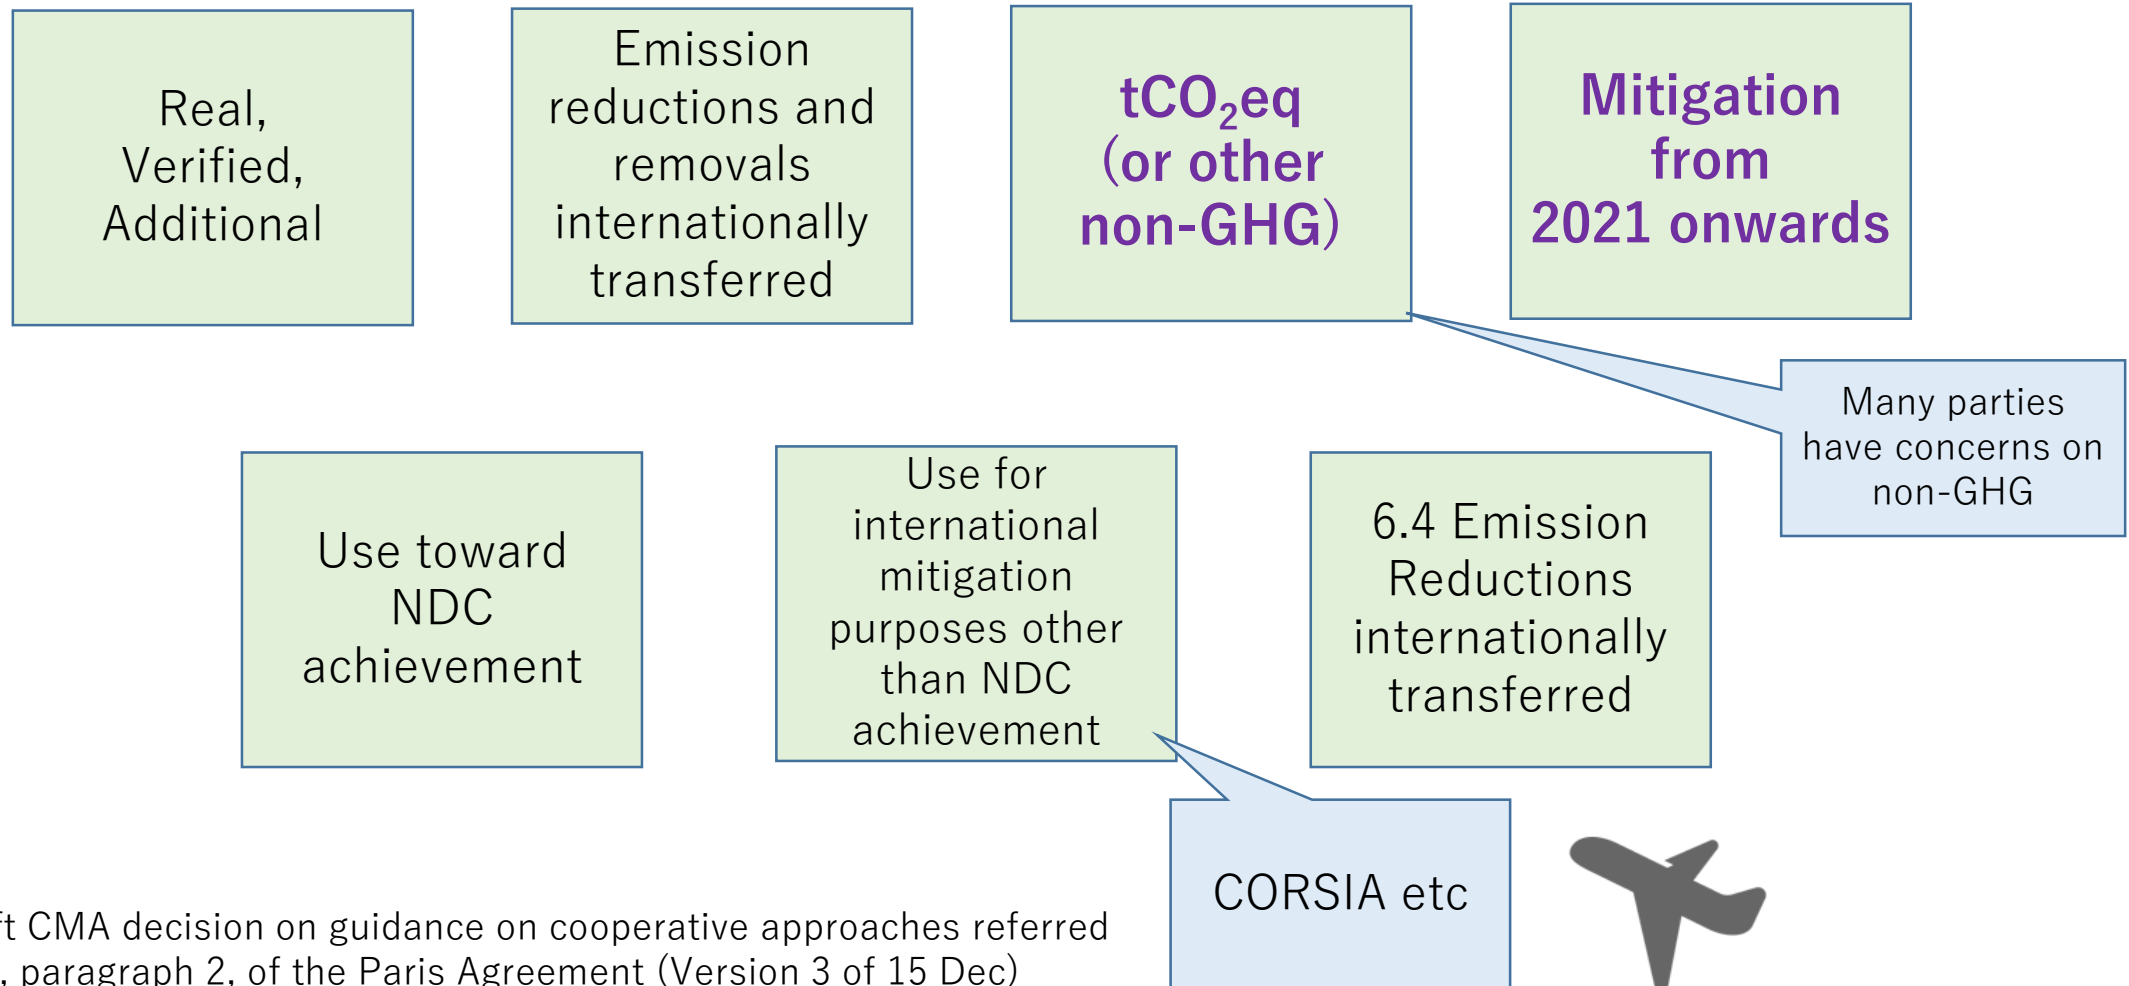 Real,
Verified,
Additional
Emission
reductions and
removals
internationally
transferred
tCO₂eq
(or other
non-GHG)
Mitigation
from
2021 onwards
Many parties
have concerns on
non-GHG
Use toward
NDC
achievement
Use for
international
mitigation
purposes other
than NDC
achievement
6.4 Emission
Reductions
internationally
transferred
CORSIA etc
CMA decision on guidance on cooperative approaches referred
, paragraph 2, of the Paris Agreement (Version 3 of 15 Dec)